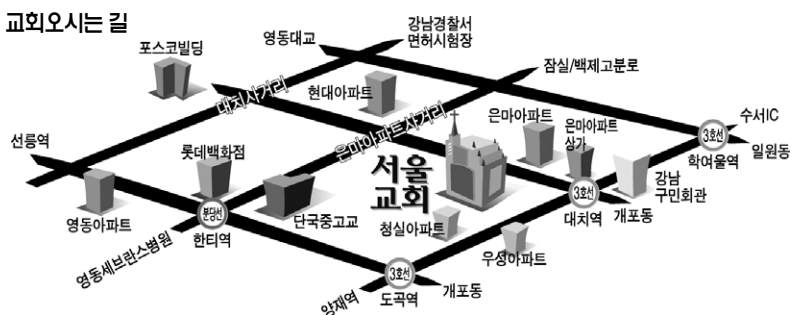 교회오시는 길
영동대교
강남경찰서
면허시험장
포스코빌딩
잠실/백제고분로
대치사거리
현대아파트
은마아파트사거리
은마아파트
은마아파트
상가
수서IC
3호선
학여울역
일원동
선릉역
롯데백화점
서울
교회
강남
구민회관
3호선
대치역
개포동
영동아파트
분당선
한티역
단국중고교
청실아파트
우성아파트
영동세브란스병원
3호선
도곡역
개포동
양재역